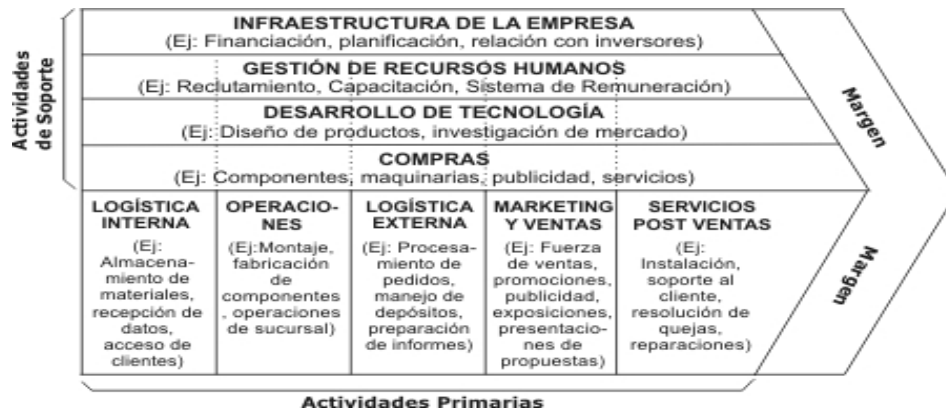 Actividades
de Soporte
INFRAESTRUCTURA DE LA EMPRESA
(Ej: Financiación, planificación, relación con inversores)
GESTIÓN DE RECURSOS HUMANOS
(Ej: Reclutamiento, Capacitación, Sistema de Remuneración)
DESARROLLO DE TECNOLOGÍA
(Ej: Diseño de productos, investigación de mercado)
COMPRAS
(Ej: Componentes, maquinarias, publicidad, servicios)
Margen
LOGÍSTICA
INTERNA
(Ej:
Almacena-
miento de
materiales,
recepción de
datos,
acceso de
clientes)
OPERACIO-
NES
(Ej:Montaje,
fabricación
de
componentes
, operaciones
de sucursal)
LOGÍSTICA
EXTERNA
(Ej: Procesa-
miento de
pedidos,
manejo de
depósitos,
preparación
de informes)
MARKETING
Y VENTAS
(Ej: Fuerza
de ventas,
promociones,
publicidad,
exposiciones,
presentacio-
nes de
propuestas)
SERVICIOS
POST VENTAS
(Ej:
Instalación,
soporte al
cliente,
resolución de
quejas,
reparaciones)
Margen
Actividades Primarias